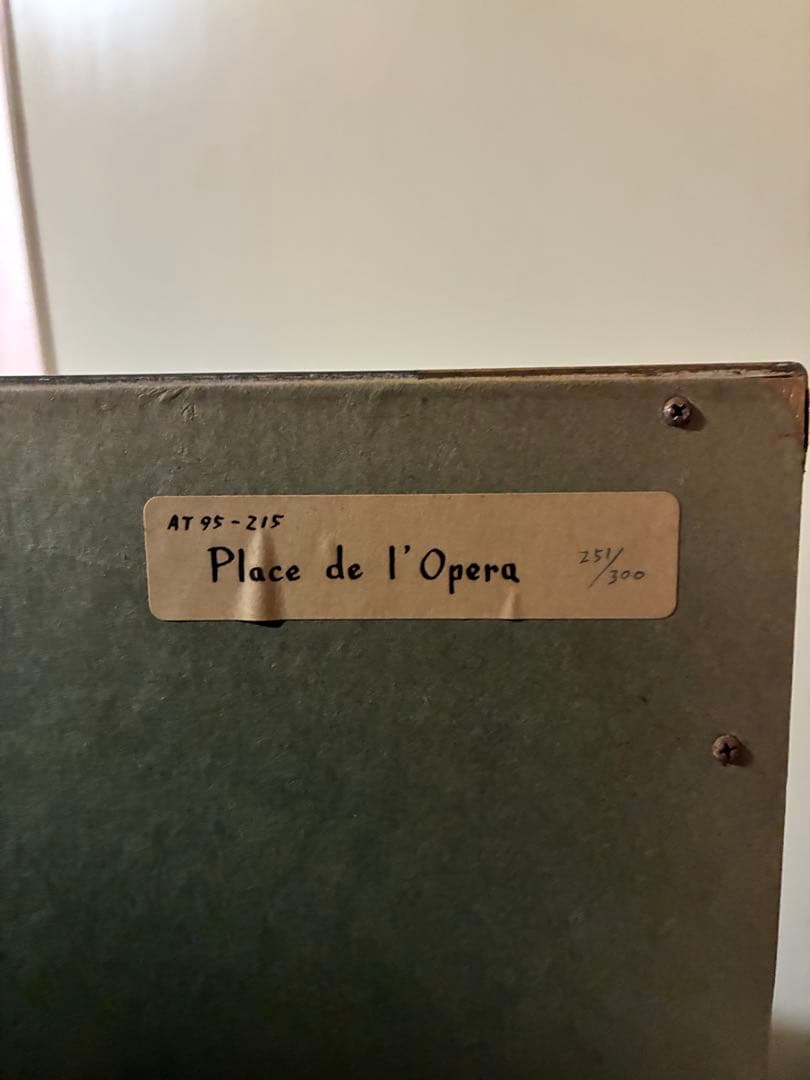 AT 95-215
Place de l'Opera
251/300